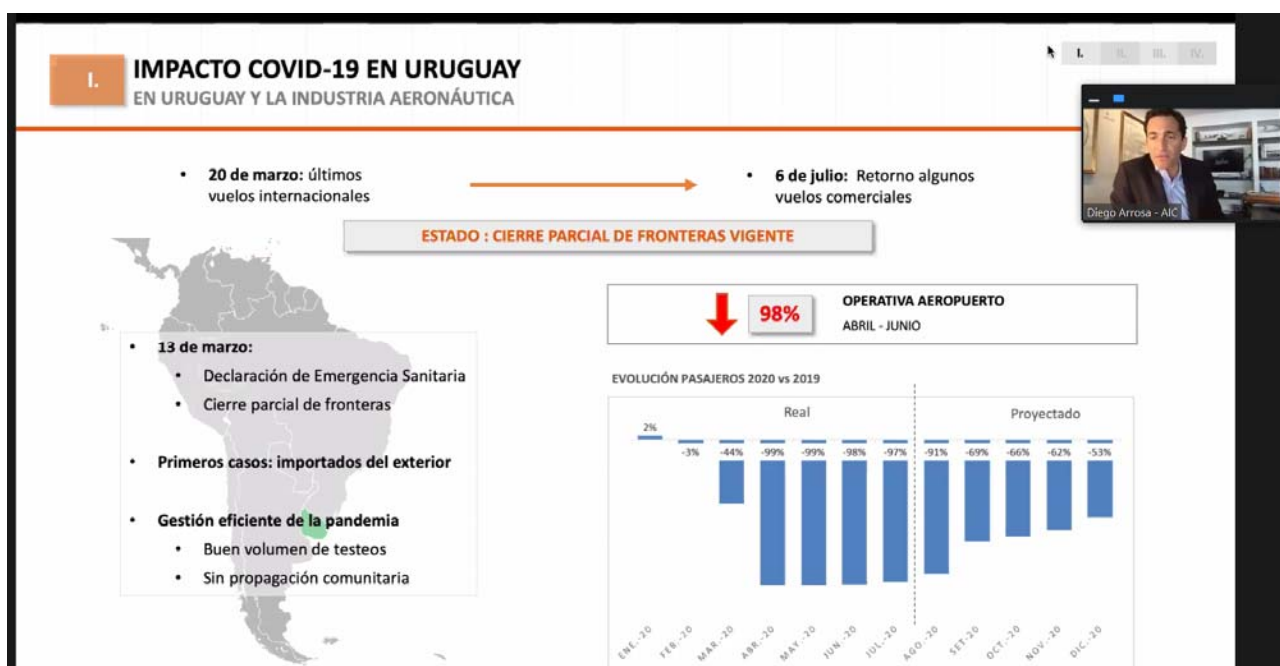 I.
IMPACTO COVID-19 EN URUGUAY
EN URUGUAY Y LA INDUSTRIA AERONÁUTICA
I. II. III. IV.
Diego Arrosa - AIC
• 20 de marzo: últimos
vuelos internacionales
• 6 de julio: Retorno algunos
vuelos comerciales
ESTADO : CIERRE PARCIAL DE FRONTERAS VIGENTE
• 13 de marzo:
• Declaración de Emergencia Sanitaria
• Cierre parcial de fronteras
• Primeros casos: importados del exterior
• Gestión eficiente de la pandemia
• Buen volumen de testeos
• Sin propagación comunitaria
98%
OPERATIVA AEROPUERTO
ABRIL - JUNIO
EVOLUCIÓN PASAJEROS 2020 vs 2019
Real Proyectado
2% -3% -44% -99% -99% -98% -97% -91% -69% -66% -62% -53%
ENE.-20 FEB.-20 MAR.-20 ABR.-20 MAY.-20 JUN.-20 JUL.-20 AGO.-20 SET.-20 OCT.-20 NOV.-20 DIC.-20